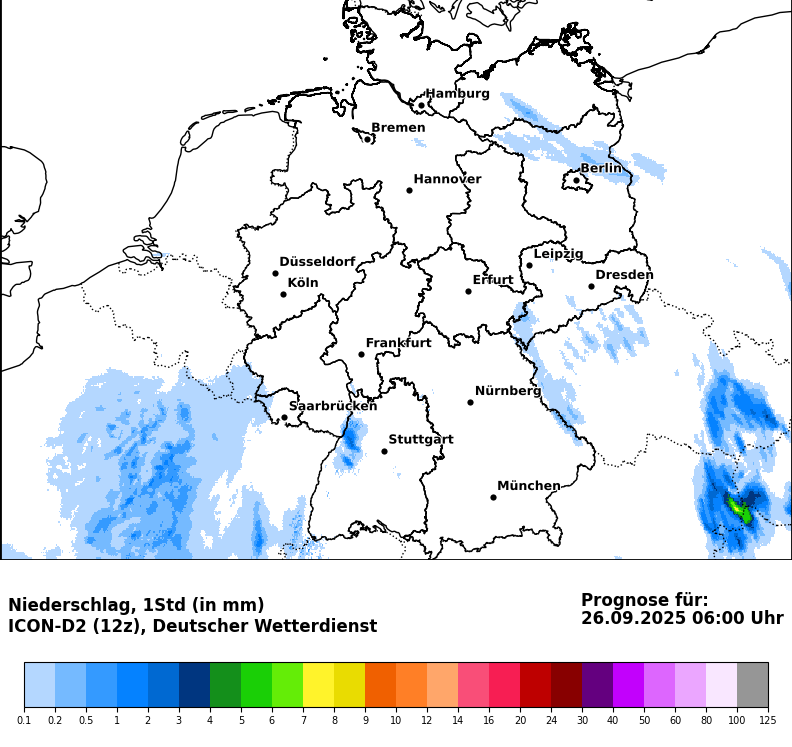 Hamburg
Bremen
Berlin
Hannover
Leipzig
Düsseldorf
Dresden
Köln
Erfurt
Frankfurt
Nürnberg
Saarbrücken
Stuttgart
München
Niederschlag, 1Std (in mm)
ICON-D2 (12z), Deutscher Wetterdienst
Prognose für:
26.09.2025 06:00 Uhr
0.1 0.2 0.5 1 2 3 4 5 6 7 8 9 10 12 14 16 20 24 30 40 50 60 80 100 125